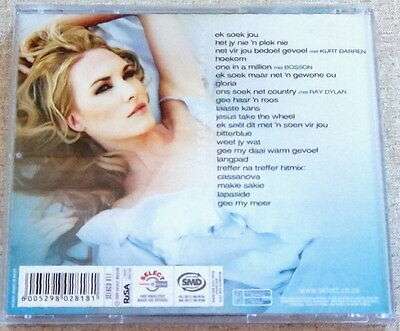 ek soek jou
het jy nie 'n plek nie
net vir jou bedoel gevoel met KURT DARREN
hoekom
one in a million met BOSSON
ek soek maar net 'n gewone ou
gloria
ons soek net country met RAY DYLAN
gee haar 'n roos
laaste kans
jesus take the wheel
ek sneil dit met 'n soen vir jou
bitterblue
weet jy wat
gee my daai warm gevoel
langpad
treffer na treffer hitmix:
cassanova
makie sakie
lapaside
gee my meer
SELECT
SMD
RiSA
6005298028181
www.select.co.za